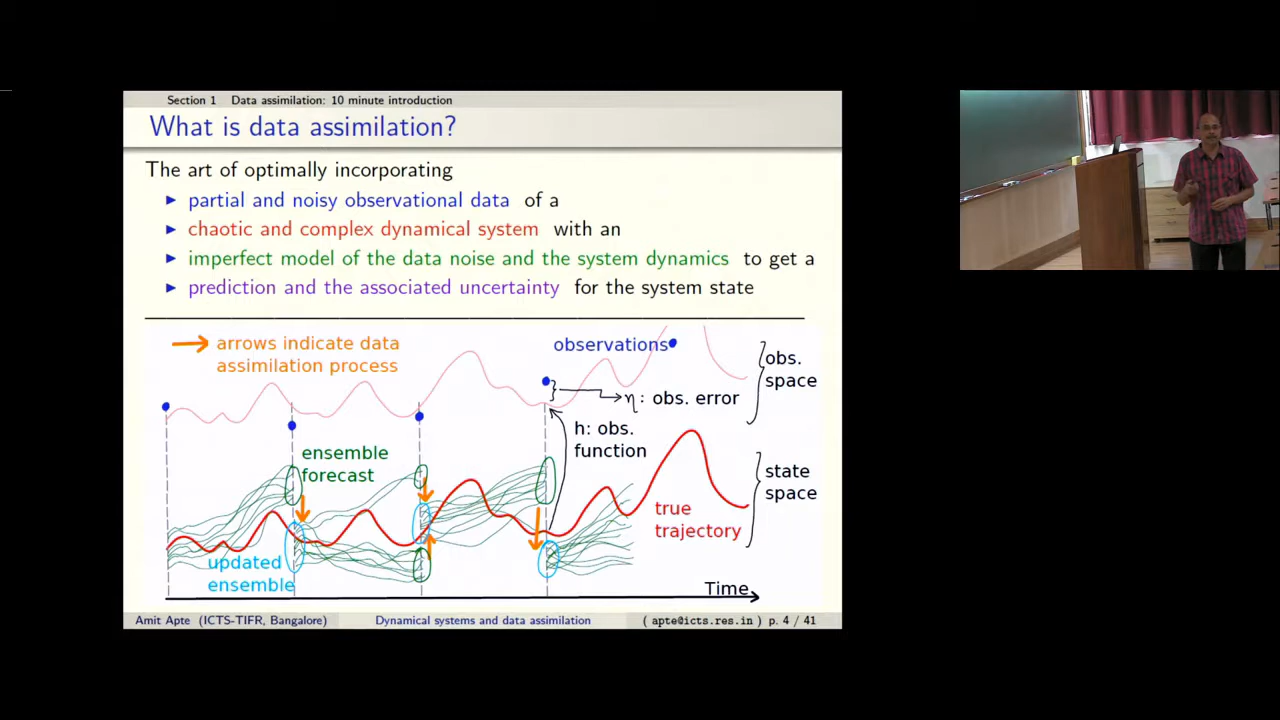 Section 1 Data assimilation: 10 minute introduction
What is data assimilation?
The art of optimally incorporating
▶ partial and noisy observational data of a
▶ chaotic and complex dynamical system with an
▶ imperfect model of the data noise and the system dynamics to get a
▶ prediction and the associated uncertainty for the system state
arrows indicate data
assimilation process
observations
obs.
space
η: obs. error
h: obs.
function
ensemble
forecast
state
space
true
trajectory
updated
ensemble
Time
Amit Apte (ICTS-TIFR, Bangalore) Dynamical systems and data assimilation ( apte@icts.res.in ) p. 4 / 41